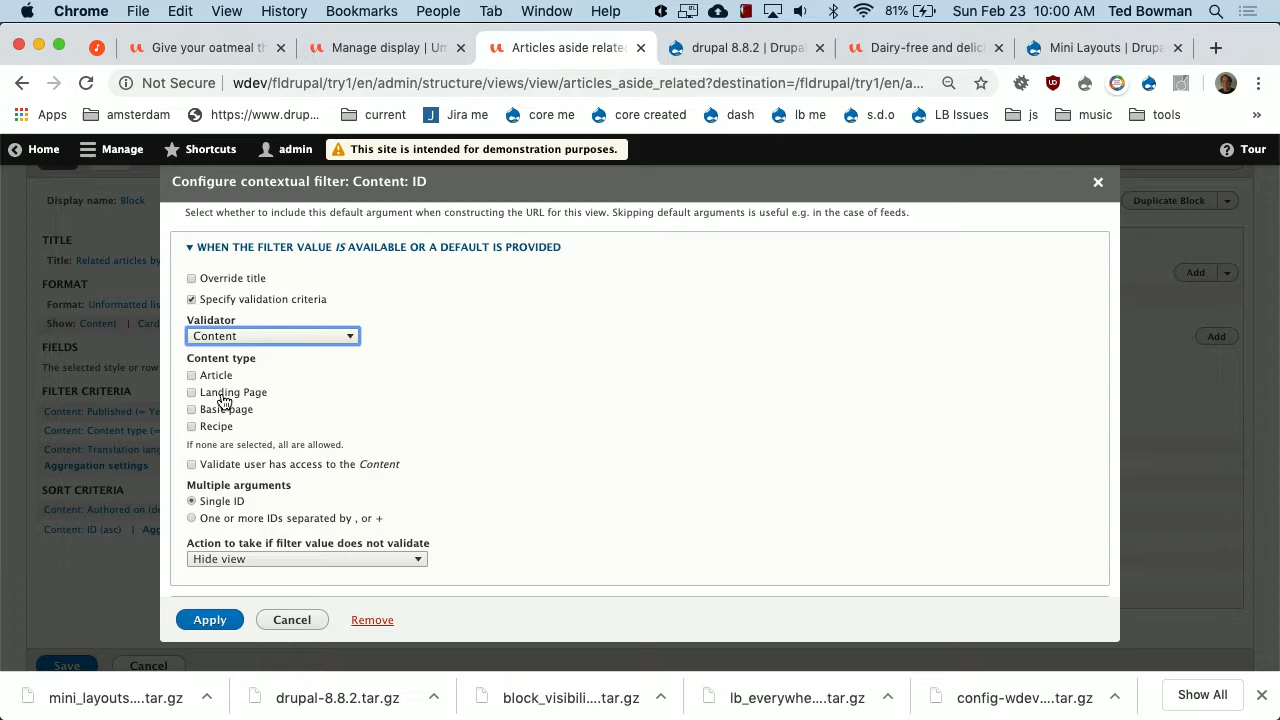 Chrome File Edit View History Bookmarks People Tab Window Help 81% Sun Feb 23 10:00 AM Ted Bowman
Give your oatmeal th Manage display | Um Articles aside relate drupal 8.8.2 | Drupa Dairy-free and delic Mini Layouts | Drupa
Not Secure wdev/fldrupal/try1/en/admin/structure/views/view/articles_aside_related?destination=/fldrupal/try1/en/a...
Apps amsterdam https://www.drup... current Jira me core me core created dash lb me s.d.o LB Issues js music tools »
Home Manage Shortcuts admin This site is intended for demonstration purposes. Tour
Configure contextual filter: Content: ID
Display name: Block
Duplicate Block
Select whether to include this default argument when constructing the URL for this view. Skipping default arguments is useful e.g. in the case of feeds.
TITLE
Title: Related articles by
FORMAT
Format: Unformatted lis
Show: Content | Card
FIELDS
The selected style or row
FILTER CRITERIA
Content: Published (= Ye
Content: Content type (=
Content: Translation lang
Aggregation settings
SORT CRITERIA
Content: Authored on (d
Content: ID (asc) | Agg
WHEN THE FILTER VALUE IS AVAILABLE OR A DEFAULT IS PROVIDED
Override title
Specify validation criteria
Validator
Content
Content type
Article
Landing Page
Basic page
Recipe
If none are selected, all are allowed.
Validate user has access to the Content
Multiple arguments
Single ID
One or more IDs separated by , or +
Action to take if filter value does not validate
Hide view
Add
Add
Apply Cancel Remove
Save Cancel
mini_layouts....tar.gz drupal-8.8.2.tar.gz block_visibili....tar.gz lb_everywhe....tar.gz config-wdev....tar.gz Show All